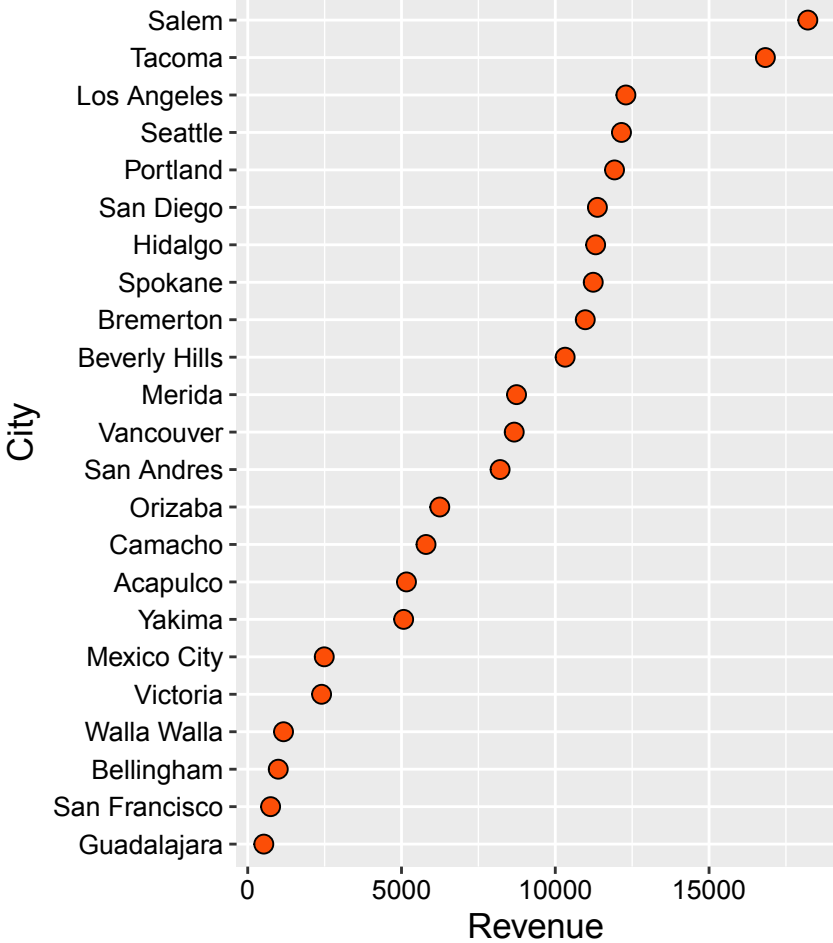 Salem
Tacoma
Los Angeles
Seattle
Portland
San Diego
Hidalgo
Spokane
Bremerton
Beverly Hills
Merida
Vancouver
San Andres
Orizaba
Camacho
Acapulco
Yakima
Mexico City
Victoria
Walla Walla
Bellingham
San Francisco
Guadalajara
City
0 5000 10000 15000
Revenue